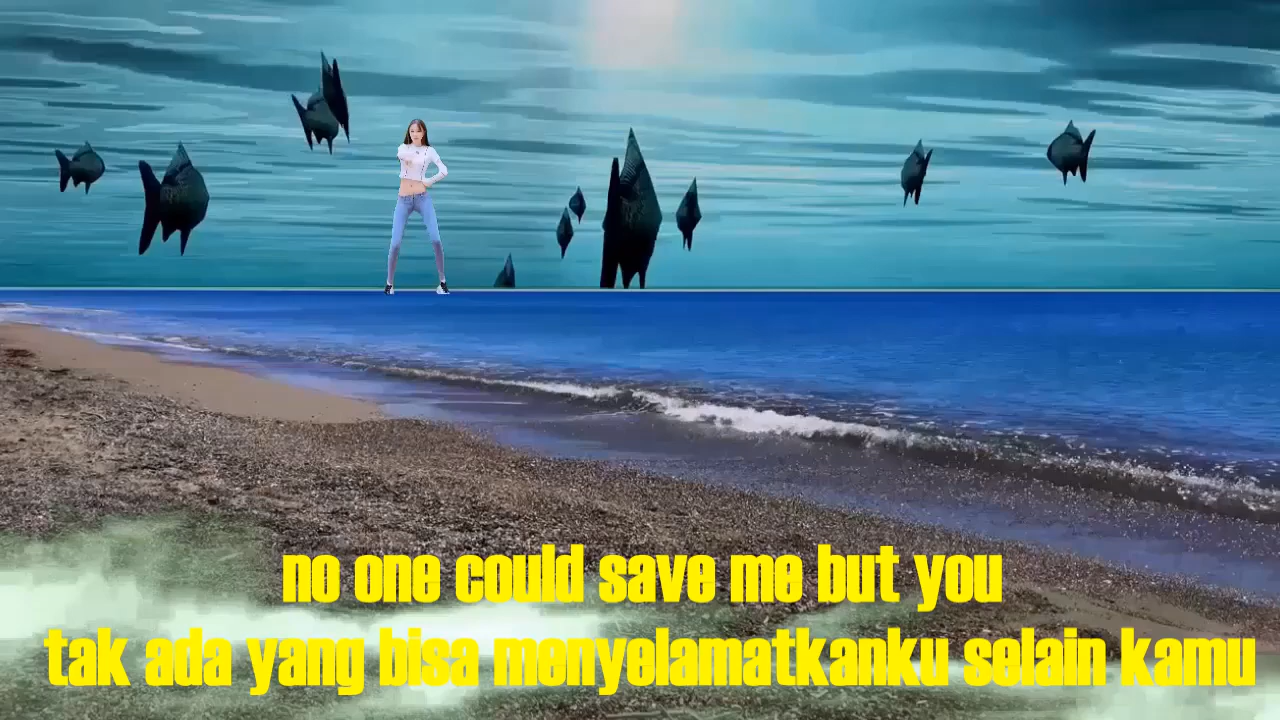 no one could save me but you
tak ada yang bisa menyelamatkanku selain kamu